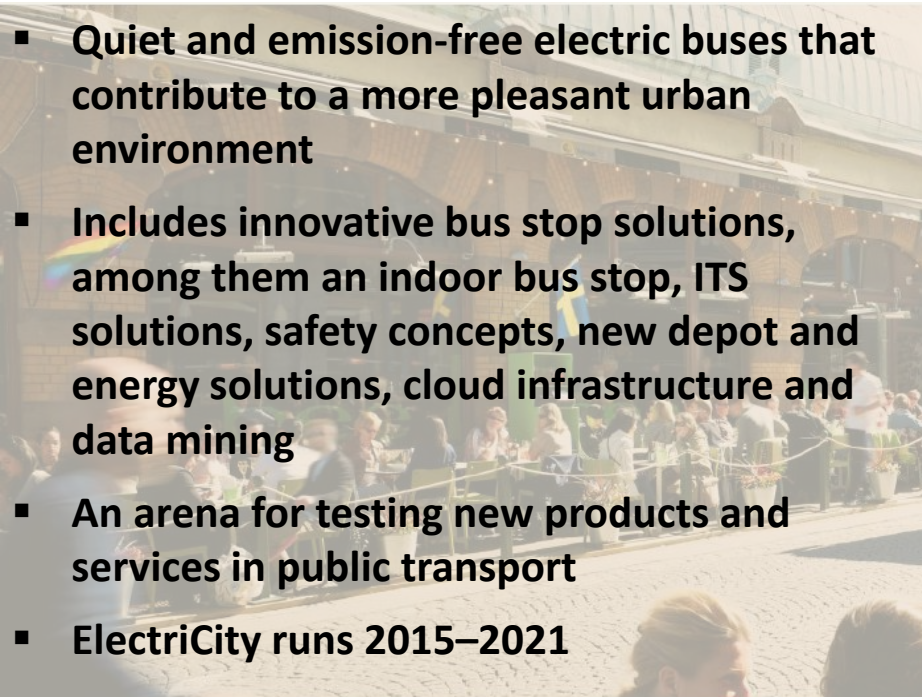 ▪ Quiet and emission-free electric buses that
contribute to a more pleasant urban
environment
▪ Includes innovative bus stop solutions,
among them an indoor bus stop, ITS
solutions, safety concepts, new depot and
energy solutions, cloud infrastructure and
data mining
▪ An arena for testing new products and
services in public transport
▪ ElectriCity runs 2015–2021